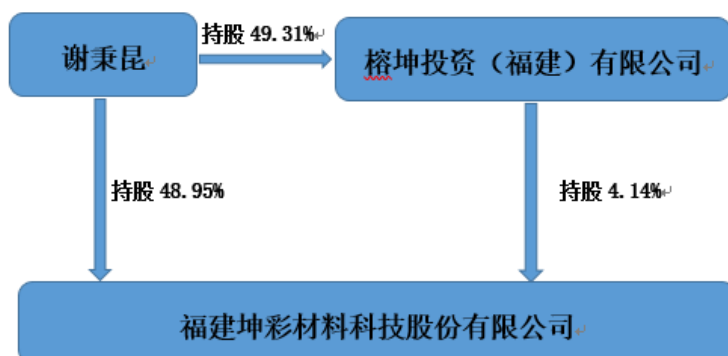 持股 49.31%
谢秉昆
榕坤投资（福建）有限公司
持股 48.95%
持股 4.14%
福建坤彩材料科技股份有限公司